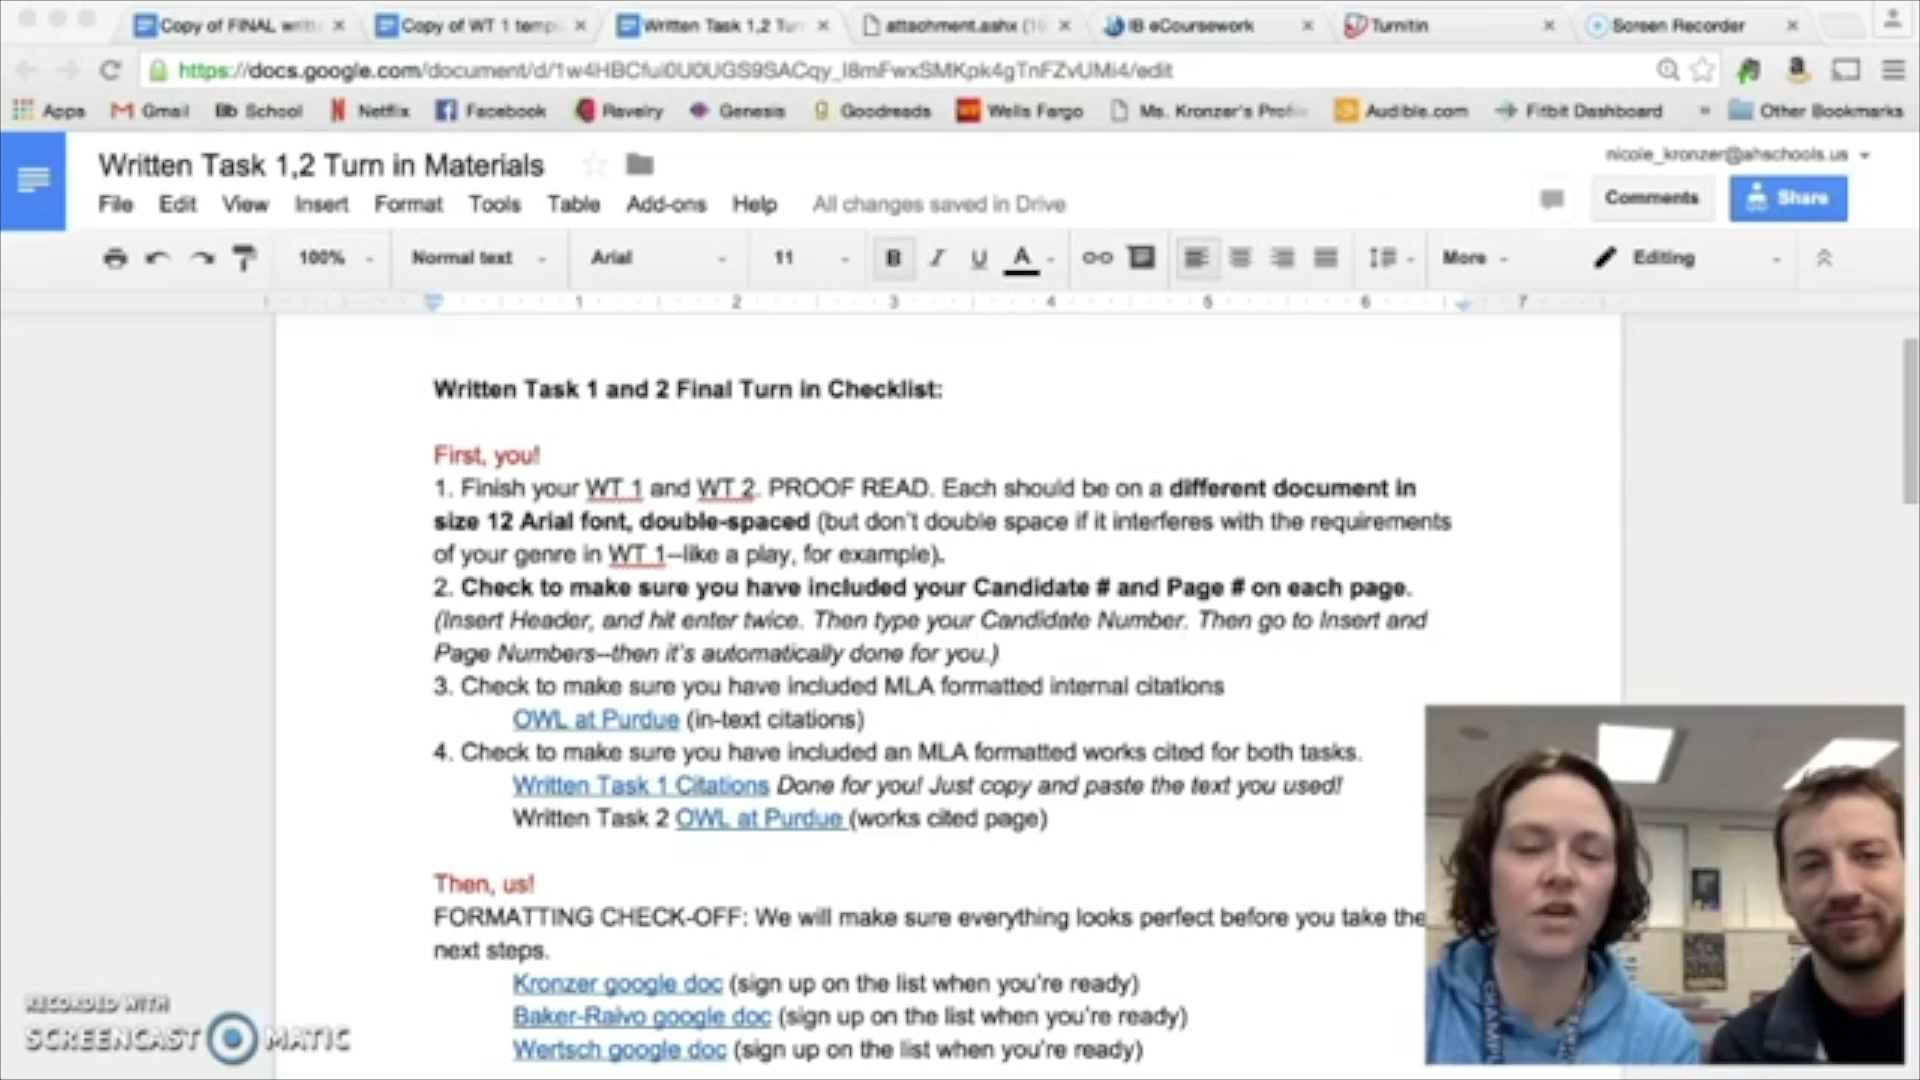 Copy of FINAL writt Copy of WT 1 templ Written Task 1,2 Tur attachment.ashx (1 IB eCoursework Turnitin Screen Recorder
https://docs.google.com/document/d/1w4HBCfui0U0UGS9SACqy_I8mFwxSMKpk4gTnFZvUMi4/edit
Apps Gmail Bb School Netflix Facebook Ravelry Genesis Goodreads Wells Fargo Ms. Kronzer's Profi Audible.com Fitbit Dashboard » Other Bookmarks
Written Task 1,2 Turn in Materials
nicole_kronzer@ahschools.us
File Edit View Insert Format Tools Table Add-ons Help All changes saved in Drive
Comments Share
100% Normal text Arial 11 B I U A More Editing
1 2 3 4 5 6 7
Written Task 1 and 2 Final Turn in Checklist:
First, you!
1. Finish your WT 1 and WT 2. PROOF READ. Each should be on a different document in
size 12 Arial font, double-spaced (but don't double space if it interferes with the requirements
of your genre in WT 1--like a play, for example).
2. Check to make sure you have included your Candidate # and Page # on each page.
(Insert Header, and hit enter twice. Then type your Candidate Number. Then go to Insert and
Page Numbers--then it's automatically done for you.)
3. Check to make sure you have included MLA formatted internal citations
OWL at Purdue (in-text citations)
4. Check to make sure you have included an MLA formatted works cited for both tasks.
Written Task 1 Citations Done for you! Just copy and paste the text you used!
Written Task 2 OWL at Purdue (works cited page)
Then, us!
FORMATTING CHECK-OFF: We will make sure everything looks perfect before you take the
next steps.
Kronzer google doc (sign up on the list when you're ready)
Baker-Raivo google doc (sign up on the list when you're ready)
Wertsch google doc (sign up on the list when you're ready)
RECORDED WITH
SCREENCAST MATIC